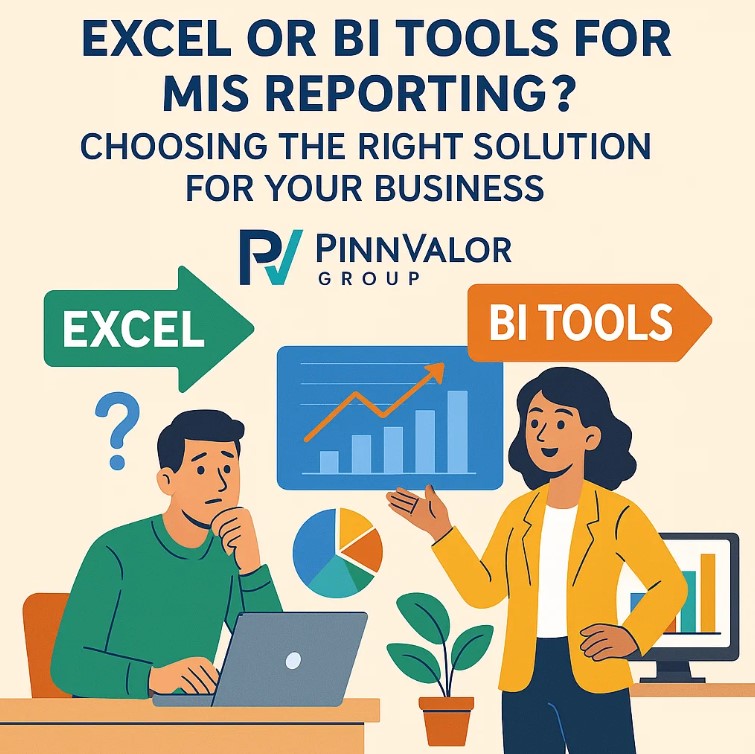 EXCEL OR BI TOOLS FOR
MIS REPORTING?
CHOOSING THE RIGHT SOLUTION
FOR YOUR BUSINESS
PV PINNVALOR
GROUP
EXCEL
BI TOOLS
?